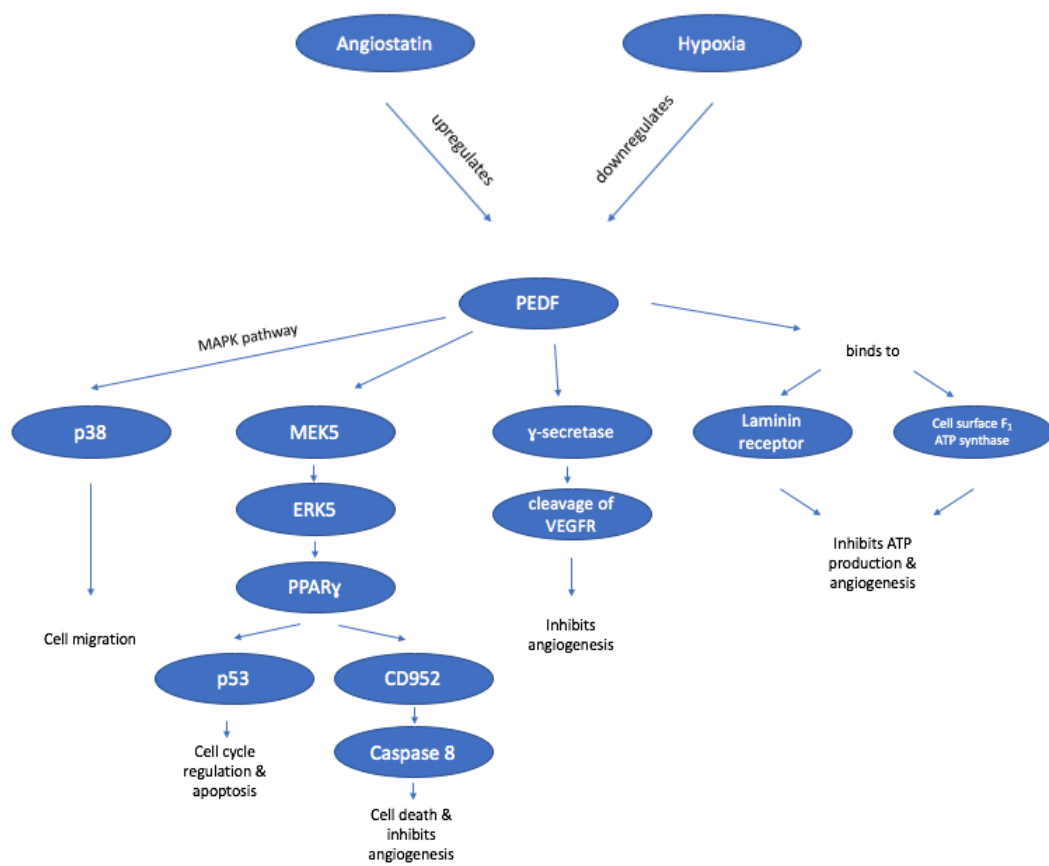 Angiostatin
Hypoxia
upregulates
downregulates
PEDF
MAPK pathway
binds to
p38
MEK5
ɣ-secretase
Laminin
receptor
Cell surface F₁
ATP synthase
ERK5
cleavage of
VEGFR
Inhibits ATP
production &
angiogenesis
PPARɣ
Cell migration
Inhibits
angiogenesis
p53
CD952
Cell cycle
regulation &
apoptosis
Caspase 8
Cell death &
inhibits
angiogenesis